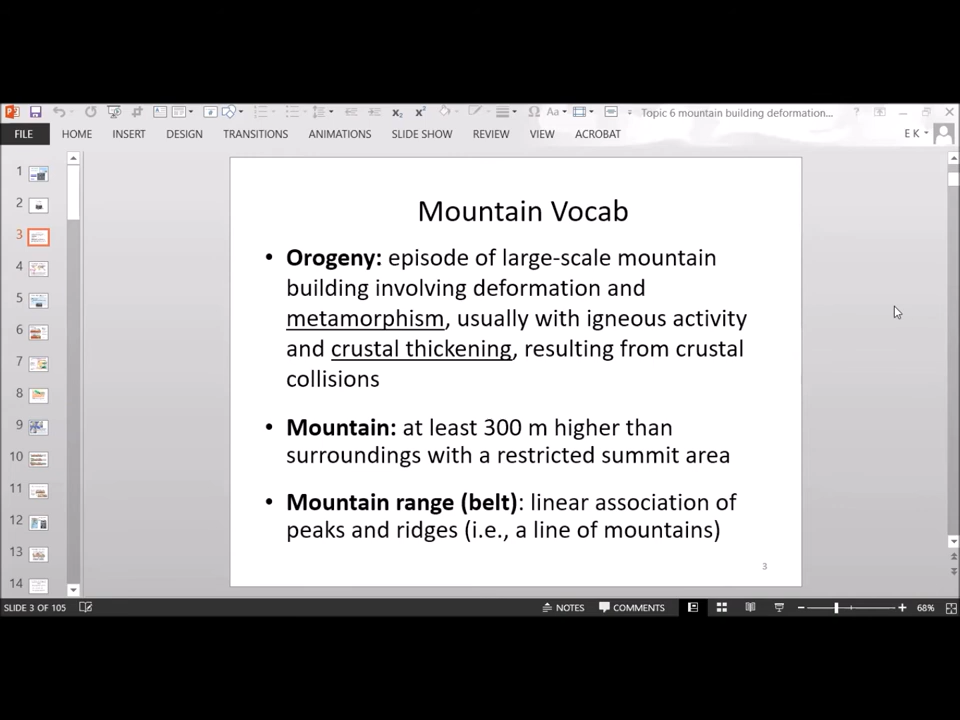 Topic 6 mountain building deformation...
FILE HOME INSERT DESIGN TRANSITIONS ANIMATIONS SLIDE SHOW REVIEW VIEW ACROBAT E K
1
2
3
4
5
6
7
8
9
10
11
12
13
14
Mountain Vocab
• Orogeny: episode of large-scale mountain
building involving deformation and
metamorphism, usually with igneous activity
and crustal thickening, resulting from crustal
collisions
• Mountain: at least 300 m higher than
surroundings with a restricted summit area
• Mountain range (belt): linear association of
peaks and ridges (i.e., a line of mountains)
3
SLIDE 3 OF 105 NOTES COMMENTS 68%